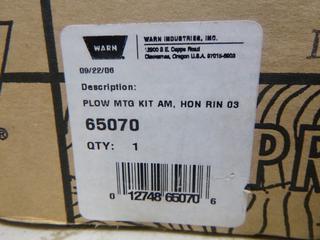 WARN
WARN INDUSTRIES, INC.
12900 S.E. Capps Road
Clackamas, Oregon U.S.A. 97015-8903
09/22/06
Description:
PLOW MTG KIT AM, HON RIN 03
65070
QTY: 1
0 12748 65070 6
PR